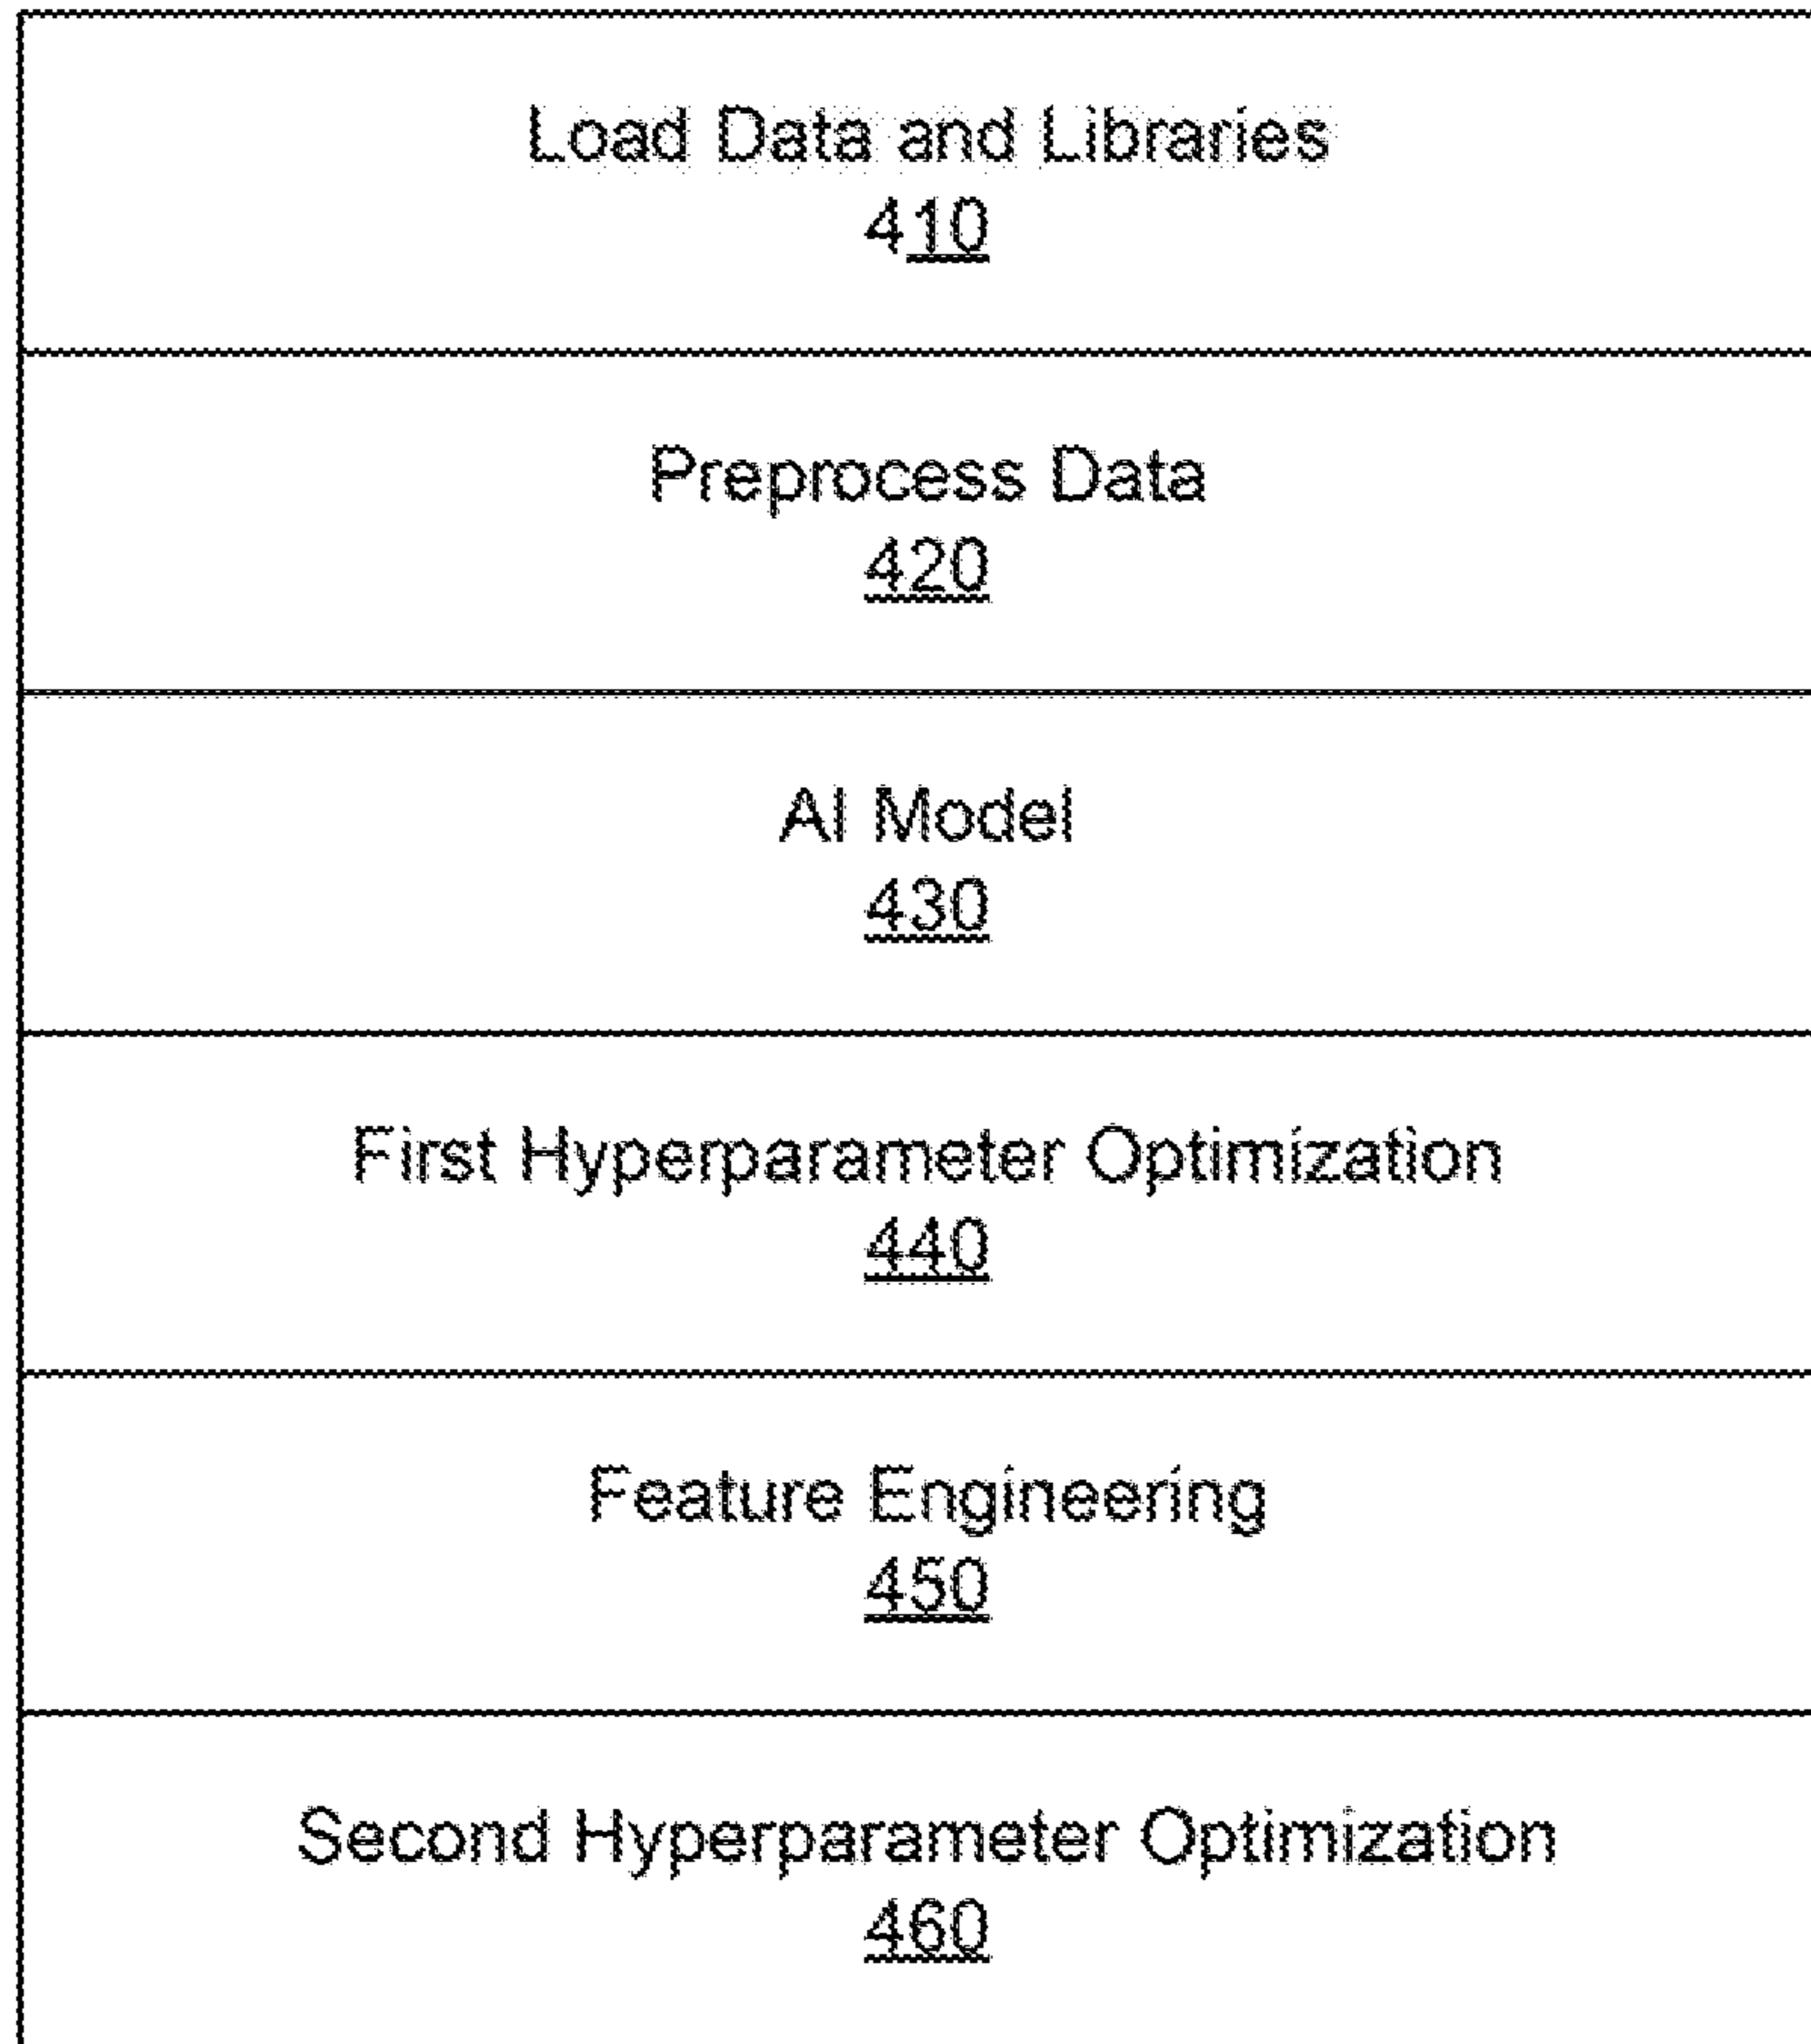 Load Data and Libraries
410
Preprocess Data
420
AI Model
430
First Hyperparameter Optimization
440
Feature Engineering
450
Second Hyperparameter Optimization
460